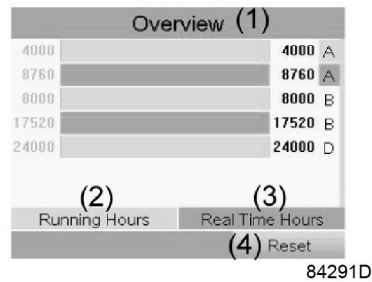 Overview (1)
4000 4000 A
8760 8760 A
8000 8000 B
17520 17520 B
24000 24000 D
(2) (3)
Running Hours Real Time Hours
(4) Reset
84291D